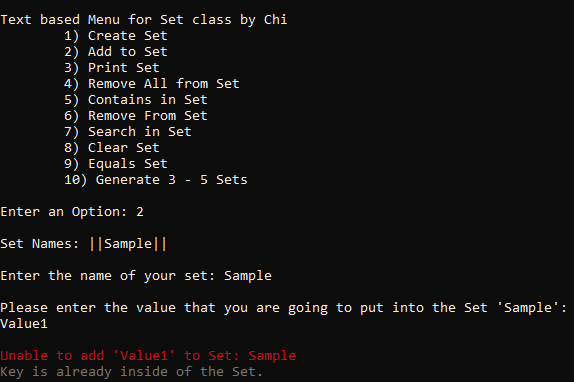 Text based Menu for Set class by Chi
1) Create Set
2) Add to Set
3) Print Set
4) Remove All from Set
5) Contains in Set
6) Remove From Set
7) Search in Set
8) Clear Set
9) Equals Set
10) Generate 3 - 5 Sets
Enter an Option: 2
Set Names: ||Sample||
Enter the name of your set: Sample
Please enter the value that you are going to put into the Set 'Sample':
Value1
Unable to add 'Value1' to Set: Sample
Key is already inside of the Set.